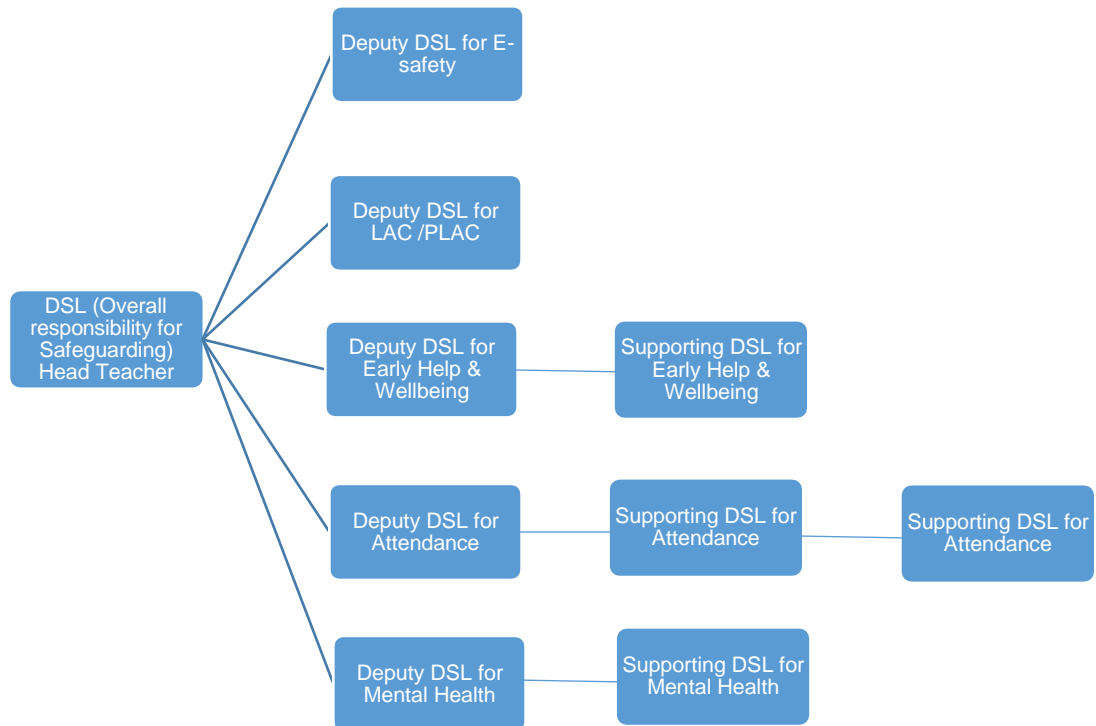 Deputy DSL for E-
safety
Deputy DSL for
LAC /PLAC
DSL (Overall
responsibility for
Safeguarding)
Head Teacher
Deputy DSL for
Early Help &
Wellbeing
Supporting DSL for
Early Help &
Wellbeing
Deputy DSL for
Attendance
Supporting DSL for
Attendance
Supporting DSL for
Attendance
Deputy DSL for
Mental Health
Supporting DSL for
Mental Health